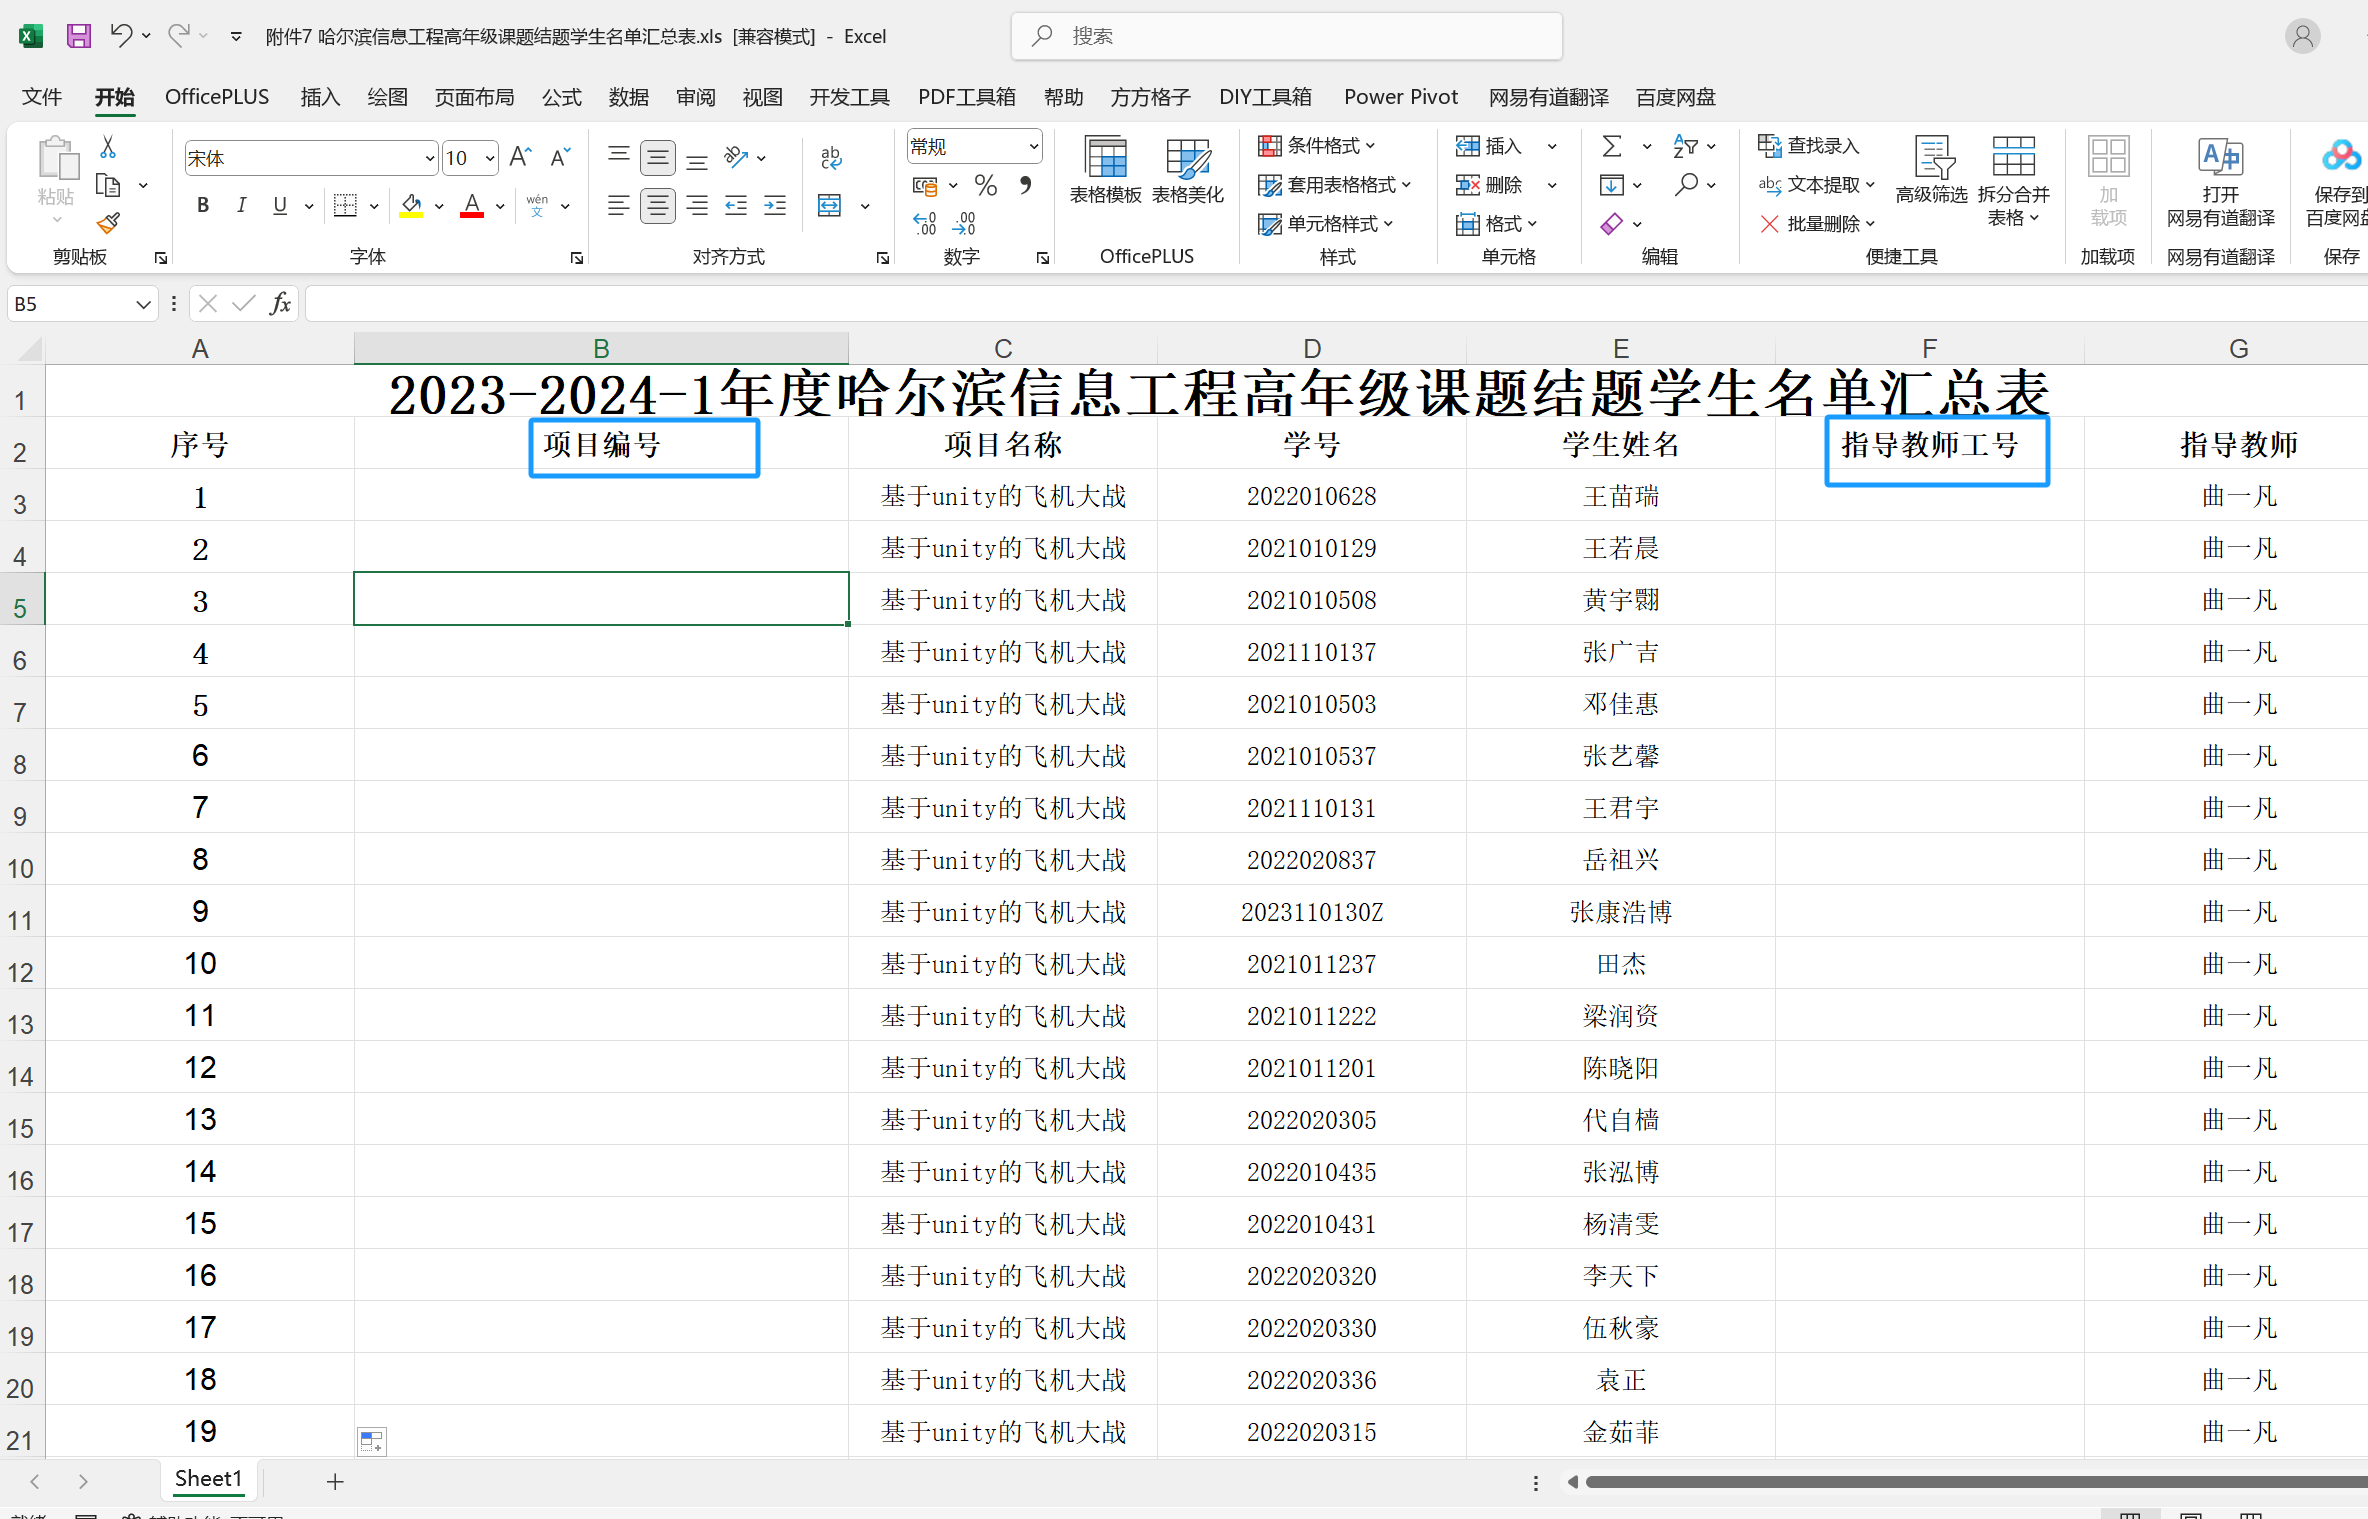 附件7 哈尔滨信息工程高年级课题结题学生名单汇总表.xls [兼容模式] - Excel
搜索
文件 开始 OfficePLUS 插入 绘图 页面布局 公式 数据 审阅 视图 开发工具 PDF工具箱 帮助 方方格子 DIY工具箱 Power Pivot 网易有道翻译 百度网盘
粘贴
剪贴板
宋体 10
B I U
wén 文
字体
ab
对齐方式
常规
%
数字
表格模板 表格美化
OfficePLUS
条件格式
套用表格格式
单元格样式
样式
插入
删除
格式
单元格
编辑
查找录入
文本提取
批量删除
高级筛选 拆分合并表格
便捷工具
加载项
加载项
打开
网易有道翻译
网易有道翻译
保存到
百度网盘
保存
B5
fx
A B C D E F G
1 2023-2024-1年度哈尔滨信息工程高年级课题结题学生名单汇总表
2 序号 项目编号 项目名称 学号 学生姓名 指导教师工号 指导教师
3 1 基于unity的飞机大战 2022010628 王苗瑞 曲一凡
4 2 基于unity的飞机大战 2021010129 王若晨 曲一凡
5 3 基于unity的飞机大战 2021010508 黄宇翾 曲一凡
6 4 基于unity的飞机大战 2021110137 张广吉 曲一凡
7 5 基于unity的飞机大战 2021010503 邓佳惠 曲一凡
8 6 基于unity的飞机大战 2021010537 张艺馨 曲一凡
9 7 基于unity的飞机大战 2021110131 王君宇 曲一凡
10 8 基于unity的飞机大战 2022020837 岳祖兴 曲一凡
11 9 基于unity的飞机大战 2023110130Z 张康浩博 曲一凡
12 10 基于unity的飞机大战 2021011237 田杰 曲一凡
13 11 基于unity的飞机大战 2021011222 梁润资 曲一凡
14 12 基于unity的飞机大战 2021011201 陈晓阳 曲一凡
15 13 基于unity的飞机大战 2022020305 代自樯 曲一凡
16 14 基于unity的飞机大战 2022010435 张泓博 曲一凡
17 15 基于unity的飞机大战 2022010431 杨清雯 曲一凡
18 16 基于unity的飞机大战 2022020320 李天下 曲一凡
19 17 基于unity的飞机大战 2022020330 伍秋豪 曲一凡
20 18 基于unity的飞机大战 2022020336 袁正 曲一凡
21 19 基于unity的飞机大战 2022020315 金茹菲 曲一凡
Sheet1